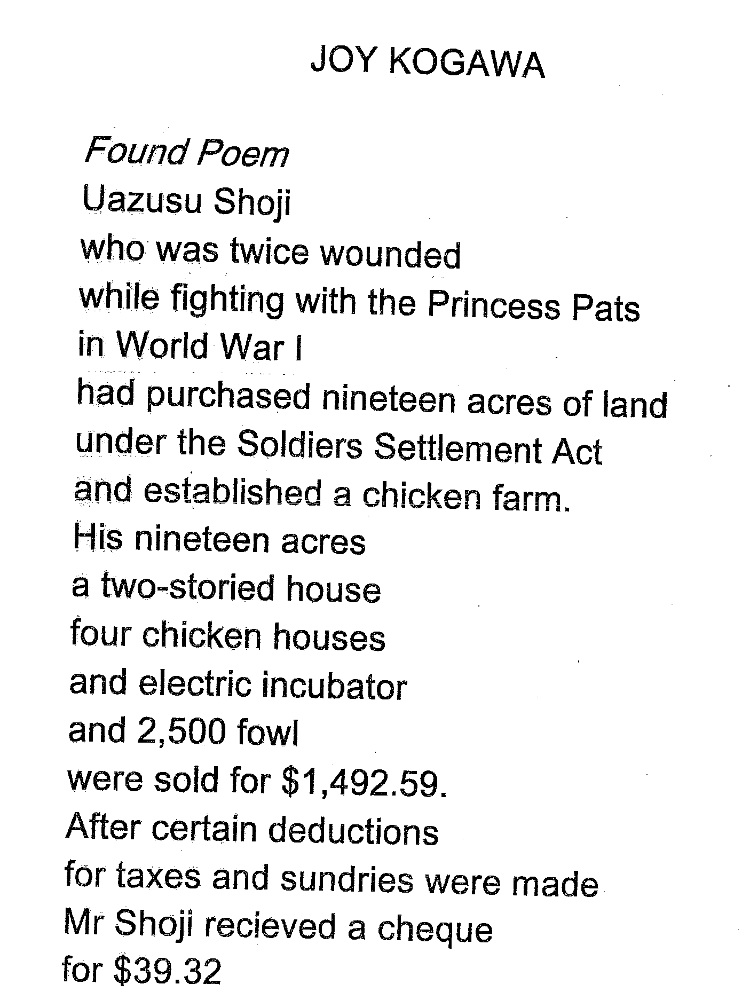 JOY KOGAWA
Found Poem
Uazusu Shoji
who was twice wounded
while fighting with the Princess Pats
in World War I
had purchased nineteen acres of land
under the Soldiers Settlement Act
and established a chicken farm.
His nineteen acres
a two-storied house
four chicken houses
and electric incubator
and 2,500 fowl
were sold for $1,492.59.
After certain deductions
for taxes and sundries were made
Mr Shoji recieved a cheque
for $39.32